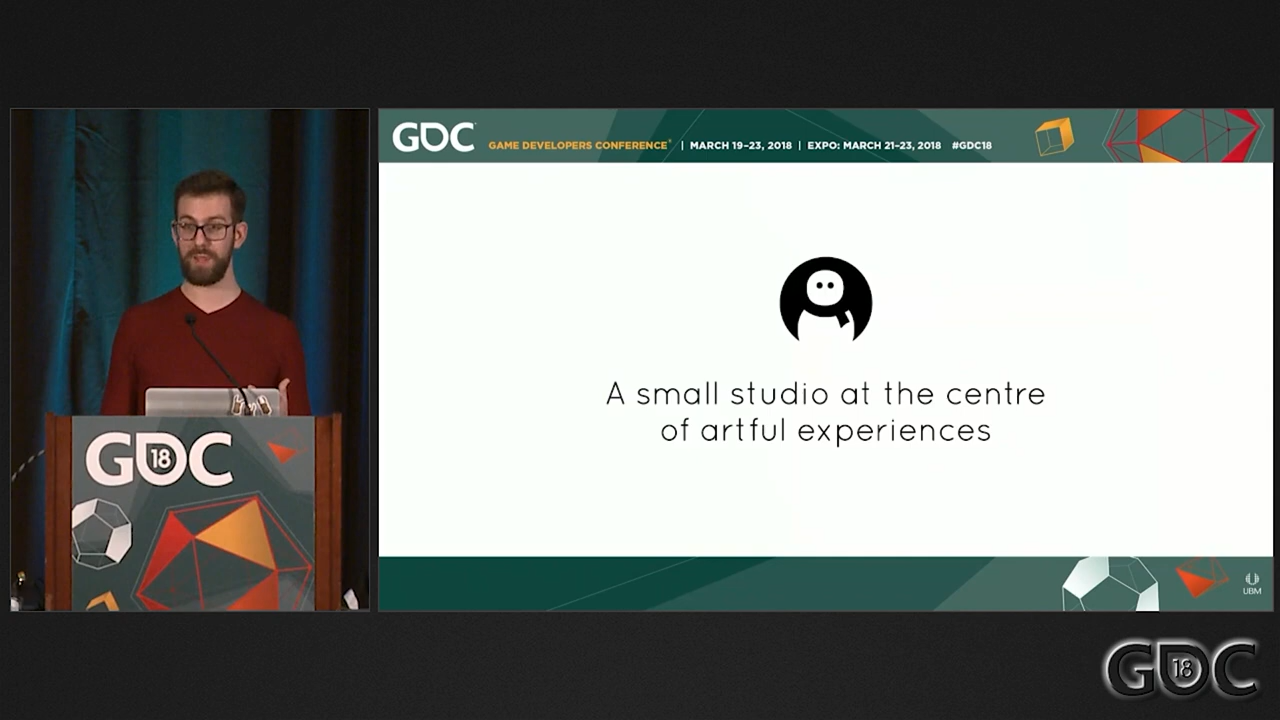 GDC
GAME DEVELOPERS CONFERENCE® | MARCH 19–23, 2018 | EXPO: MARCH 21–23, 2018 #GDC18
A small studio at the centre
of artful experiences
GDC
18
UBM
GDC
18